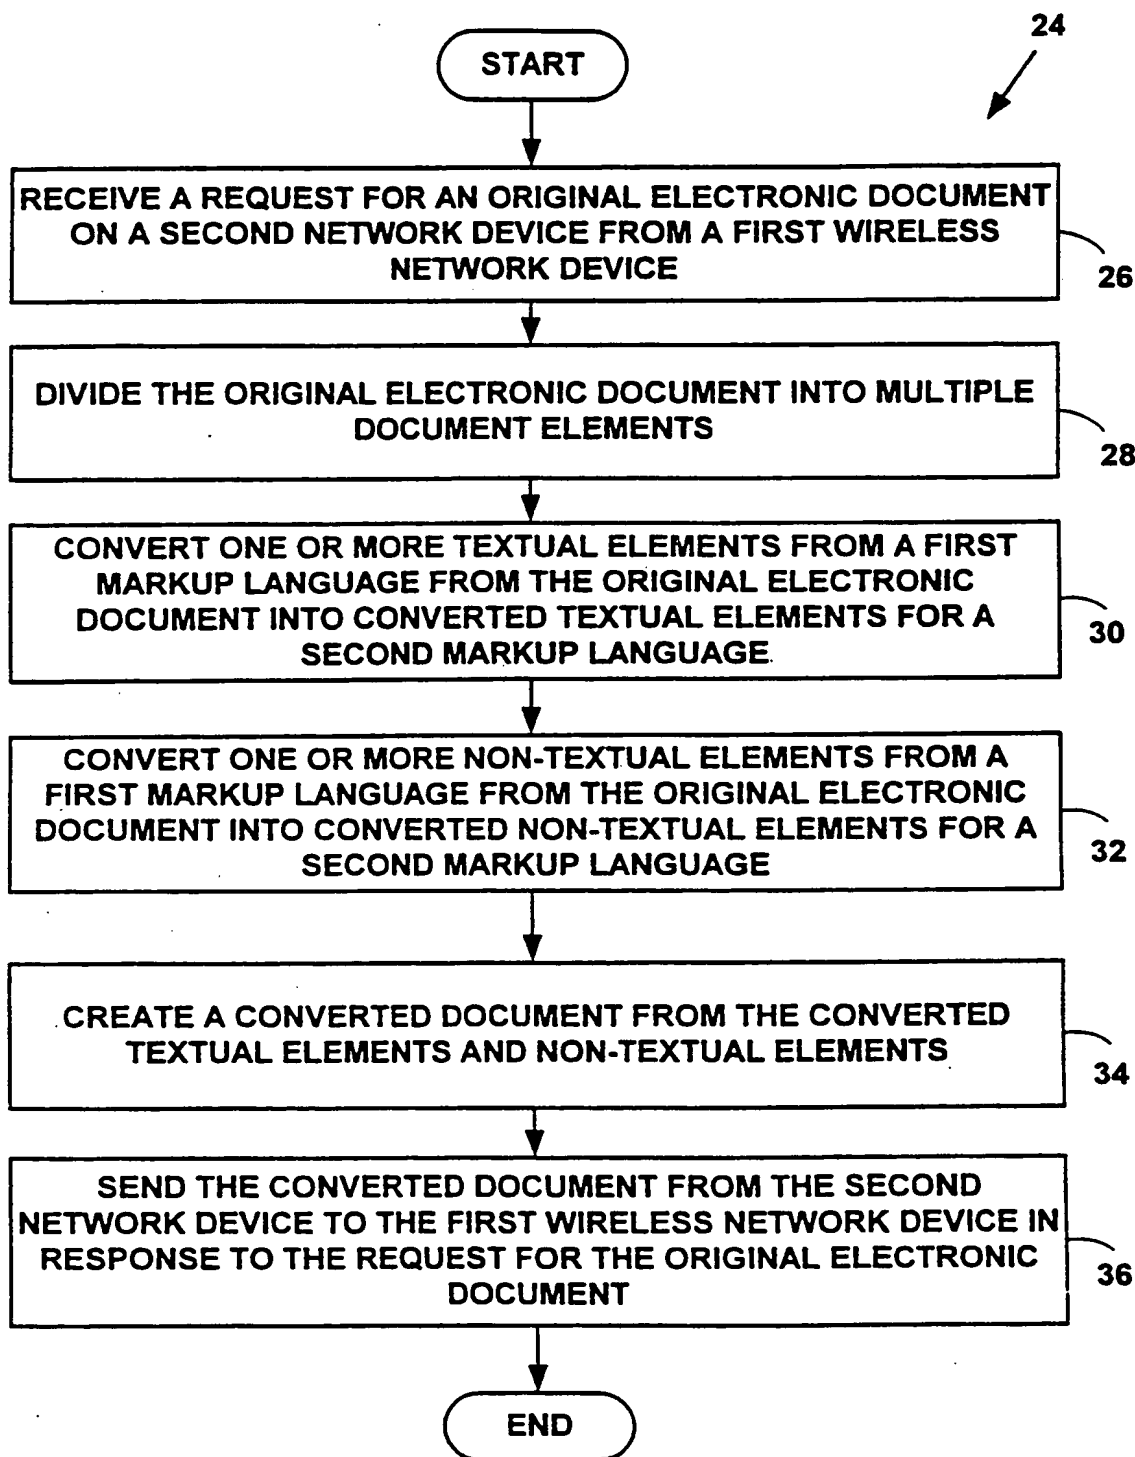 24
START
RECEIVE A REQUEST FOR AN ORIGINAL ELECTRONIC DOCUMENT
ON A SECOND NETWORK DEVICE FROM A FIRST WIRELESS
NETWORK DEVICE
26
DIVIDE THE ORIGINAL ELECTRONIC DOCUMENT INTO MULTIPLE
DOCUMENT ELEMENTS
28
CONVERT ONE OR MORE TEXTUAL ELEMENTS FROM A FIRST
MARKUP LANGUAGE FROM THE ORIGINAL ELECTRONIC
DOCUMENT INTO CONVERTED TEXTUAL ELEMENTS FOR A
SECOND MARKUP LANGUAGE
30
CONVERT ONE OR MORE NON-TEXTUAL ELEMENTS FROM A
FIRST MARKUP LANGUAGE FROM THE ORIGINAL ELECTRONIC
DOCUMENT INTO CONVERTED NON-TEXTUAL ELEMENTS FOR A
SECOND MARKUP LANGUAGE
32
CREATE A CONVERTED DOCUMENT FROM THE CONVERTED
TEXTUAL ELEMENTS AND NON-TEXTUAL ELEMENTS
34
SEND THE CONVERTED DOCUMENT FROM THE SECOND
NETWORK DEVICE TO THE FIRST WIRELESS NETWORK DEVICE IN
RESPONSE TO THE REQUEST FOR THE ORIGINAL ELECTRONIC
DOCUMENT
36
END